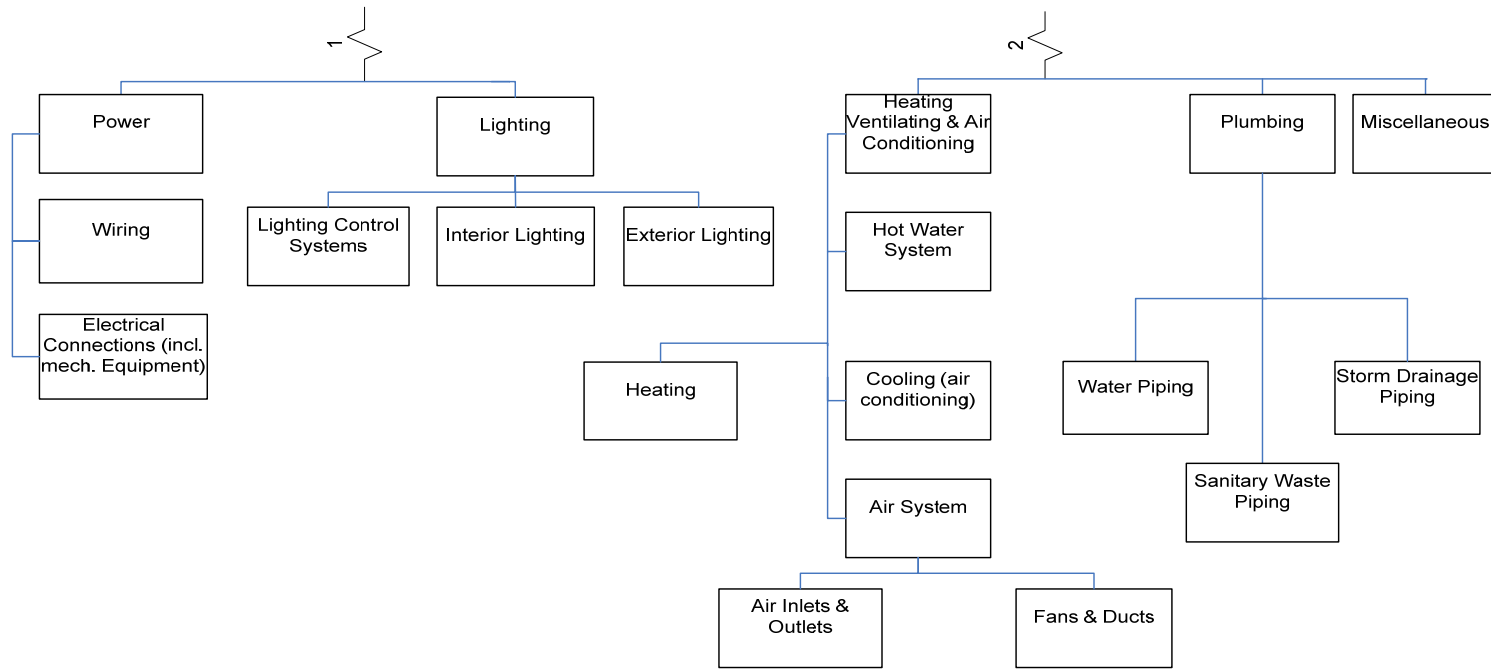 1
2
Power
Lighting
Heating
Ventilating & Air
Conditioning
Plumbing
Miscellaneous
Wiring
Lighting Control
Systems
Interior Lighting
Exterior Lighting
Hot Water
System
Electrical
Connections (incl.
mech. Equipment)
Heating
Cooling (air
conditioning)
Water Piping
Storm Drainage
Piping
Air System
Sanitary Waste
Piping
Air Inlets &
Outlets
Fans & Ducts